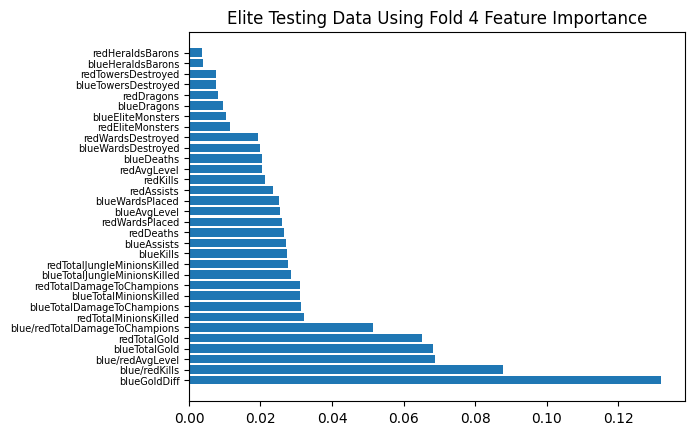 Elite Testing Data Using Fold 4 Feature Importance
redHeraldsBarons
blueHeraldsBarons
redTowersDestroyed
blueTowersDestroyed
redDragons
blueDragons
blueEliteMonsters
redEliteMonsters
redWardsDestroyed
blueWardsDestroyed
blueDeaths
redAvgLevel
redKills
redAssists
blueWardsPlaced
blueAvgLevel
redWardsPlaced
redDeaths
blueAssists
blueKills
redTotalJungleMinionsKilled
blueTotalJungleMinionsKilled
redTotalDamageToChampions
blueTotalMinionsKilled
blueTotalDamageToChampions
redTotalMinionsKilled
blue/redTotalDamageToChampions
redTotalGold
blueTotalGold
blue/redAvgLevel
blue/redKills
blueGoldDiff
0.00 0.02 0.04 0.06 0.08 0.10 0.12